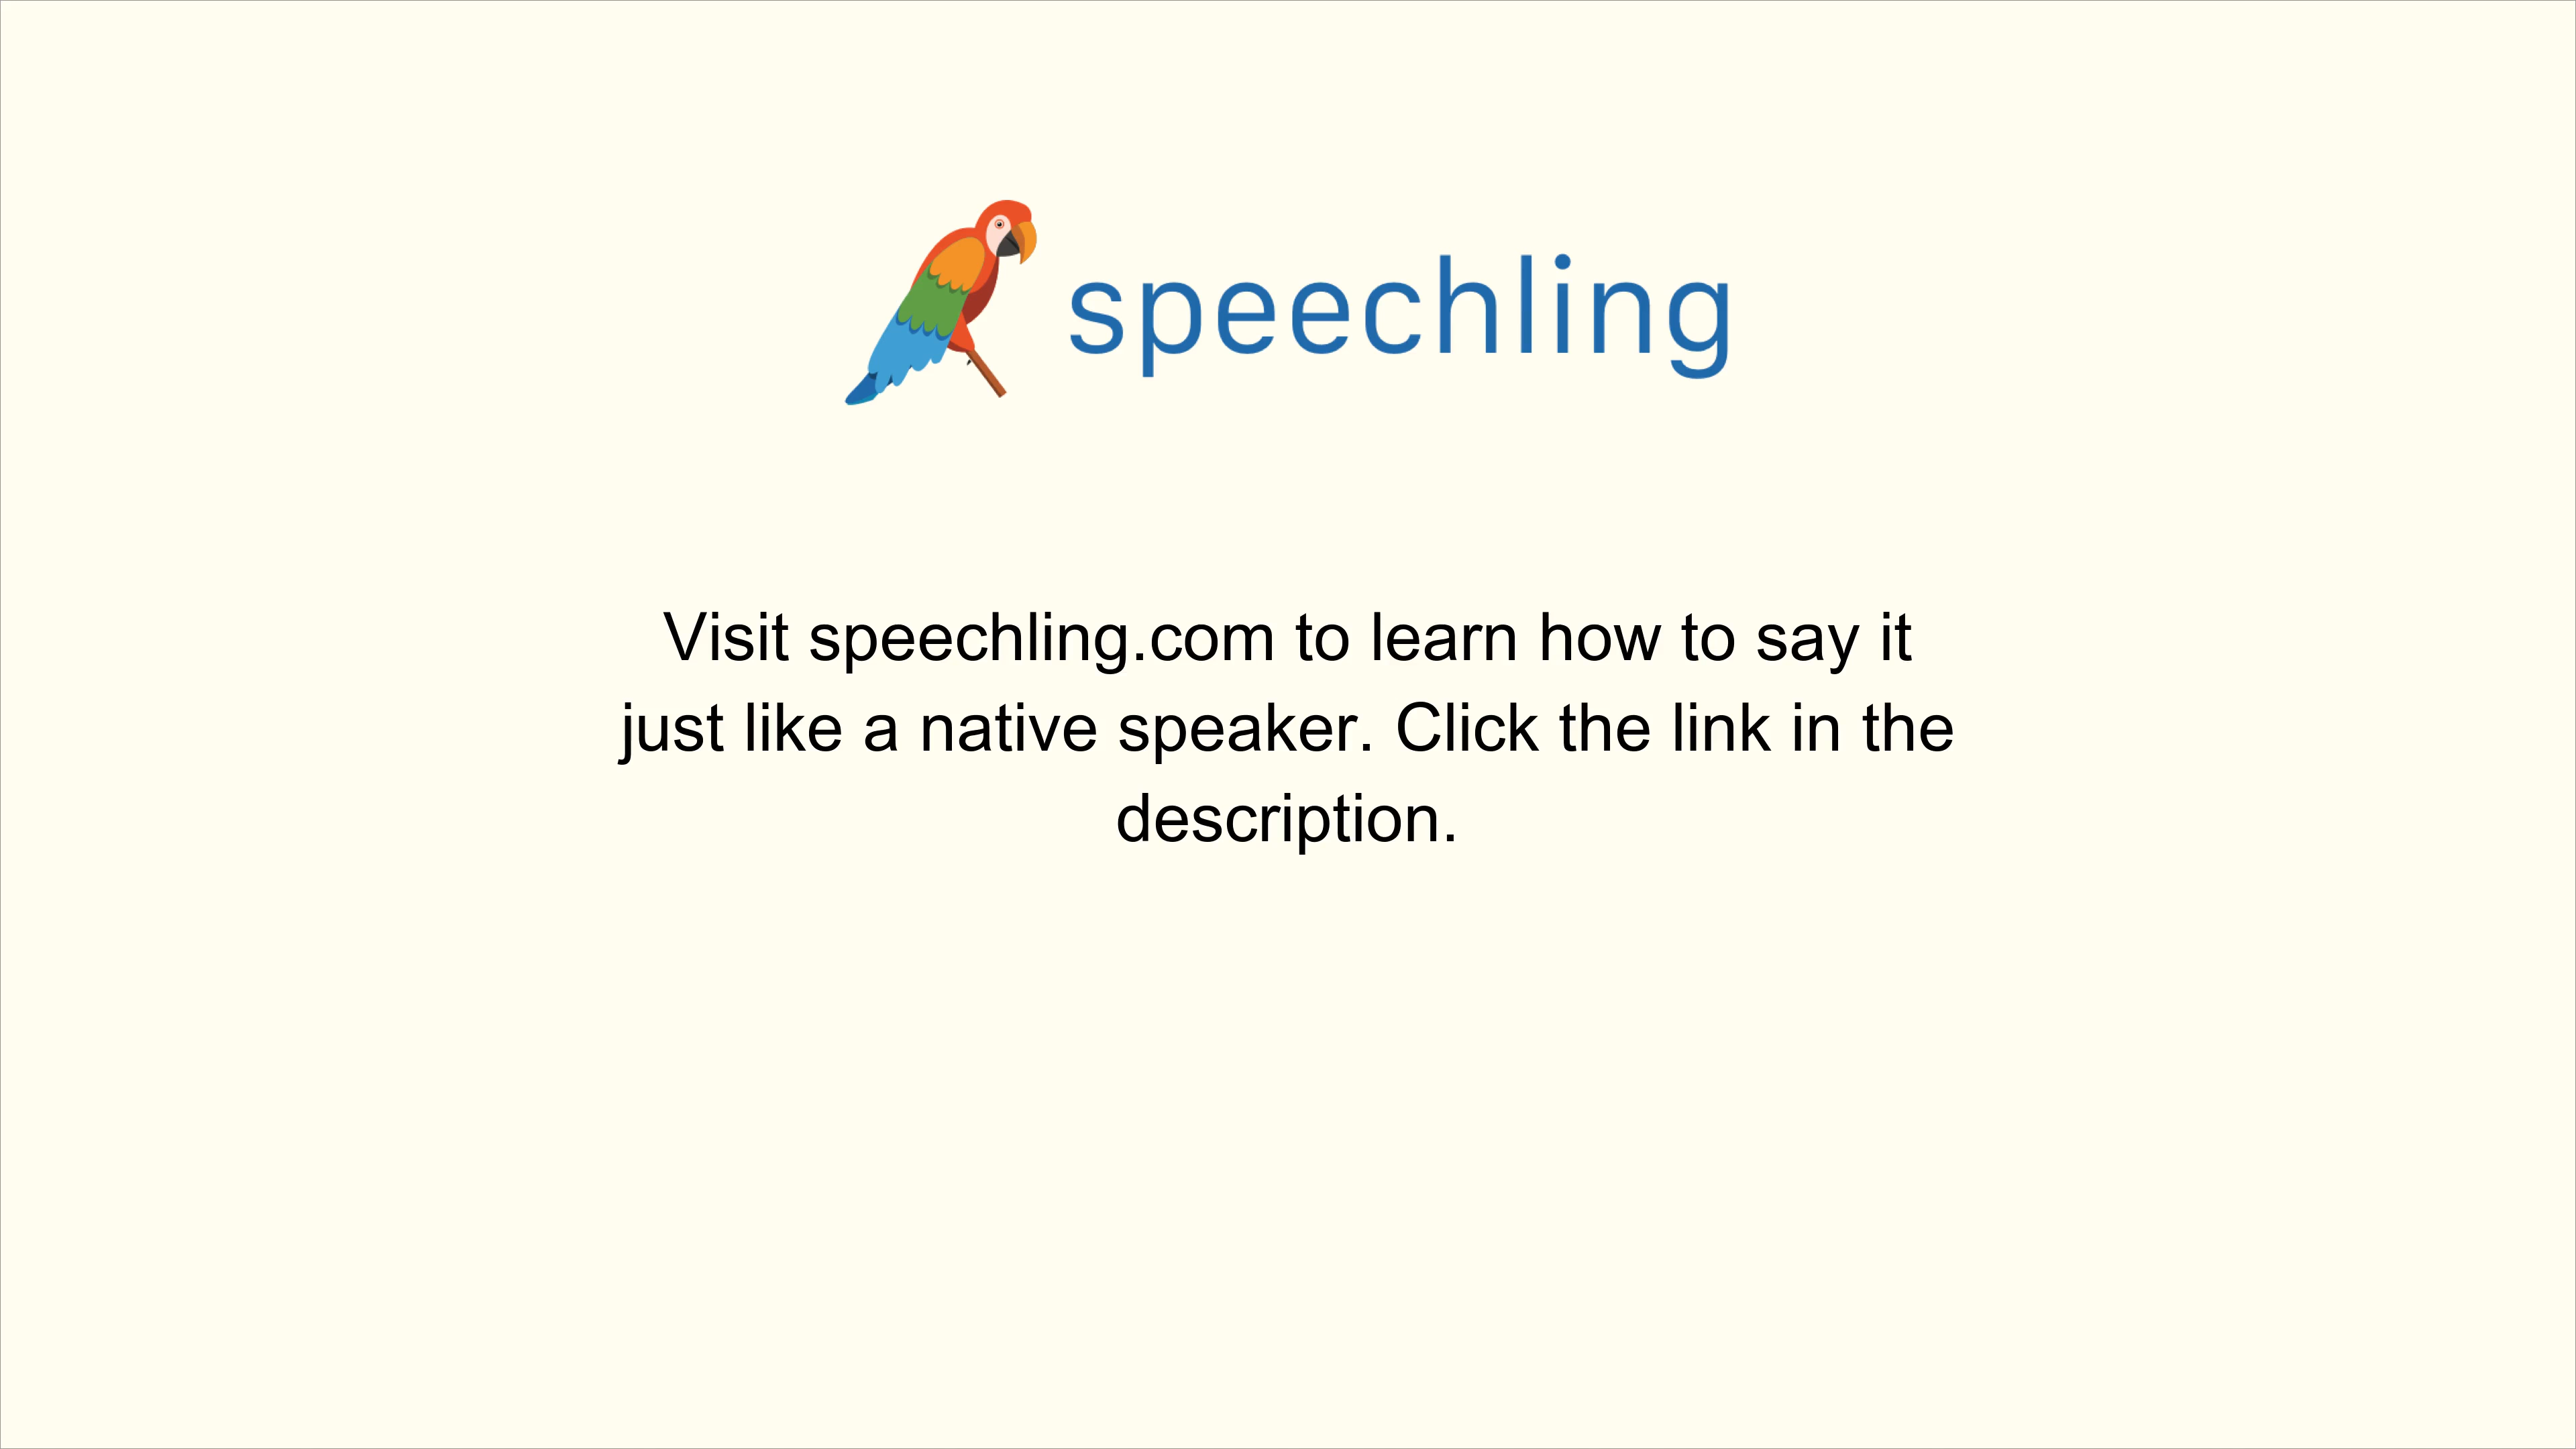 speechling
Visit speechling.com to learn how to say it
just like a native speaker. Click the link in the
description.